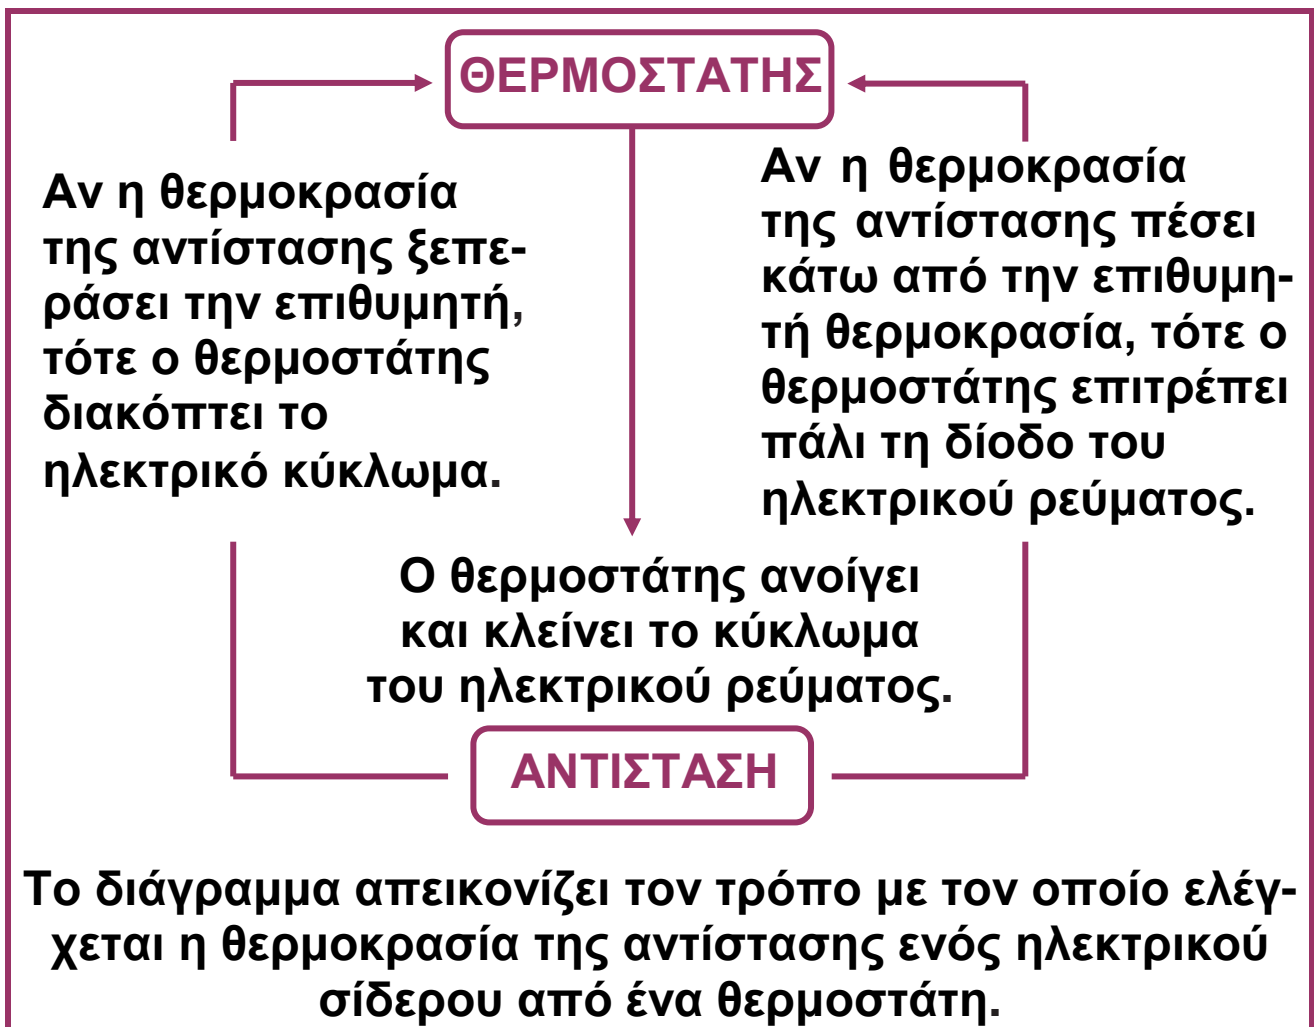 ΘΕΡΜΟΣΤΑΤΗΣ
Αν η θερμοκρασία
της αντίστασης ξεπε-
ράσει την επιθυμητή,
τότε ο θερμοστάτης
διακόπτει το
ηλεκτρικό κύκλωμα.
Αν η θερμοκρασία
της αντίστασης πέσει
κάτω από την επιθυμη-
τή θερμοκρασία, τότε ο
θερμοστάτης επιτρέπει
πάλι τη δίοδο του
ηλεκτρικού ρεύματος.
Ο θερμοστάτης ανοίγει
και κλείνει το κύκλωμα
του ηλεκτρικού ρεύματος.
ΑΝΤΙΣΤΑΣΗ
Το διάγραμμα απεικονίζει τον τρόπο με τον οποίο ελέγ-
χεται η θερμοκρασία της αντίστασης ενός ηλεκτρικού
σίδερου από ένα θερμοστάτη.